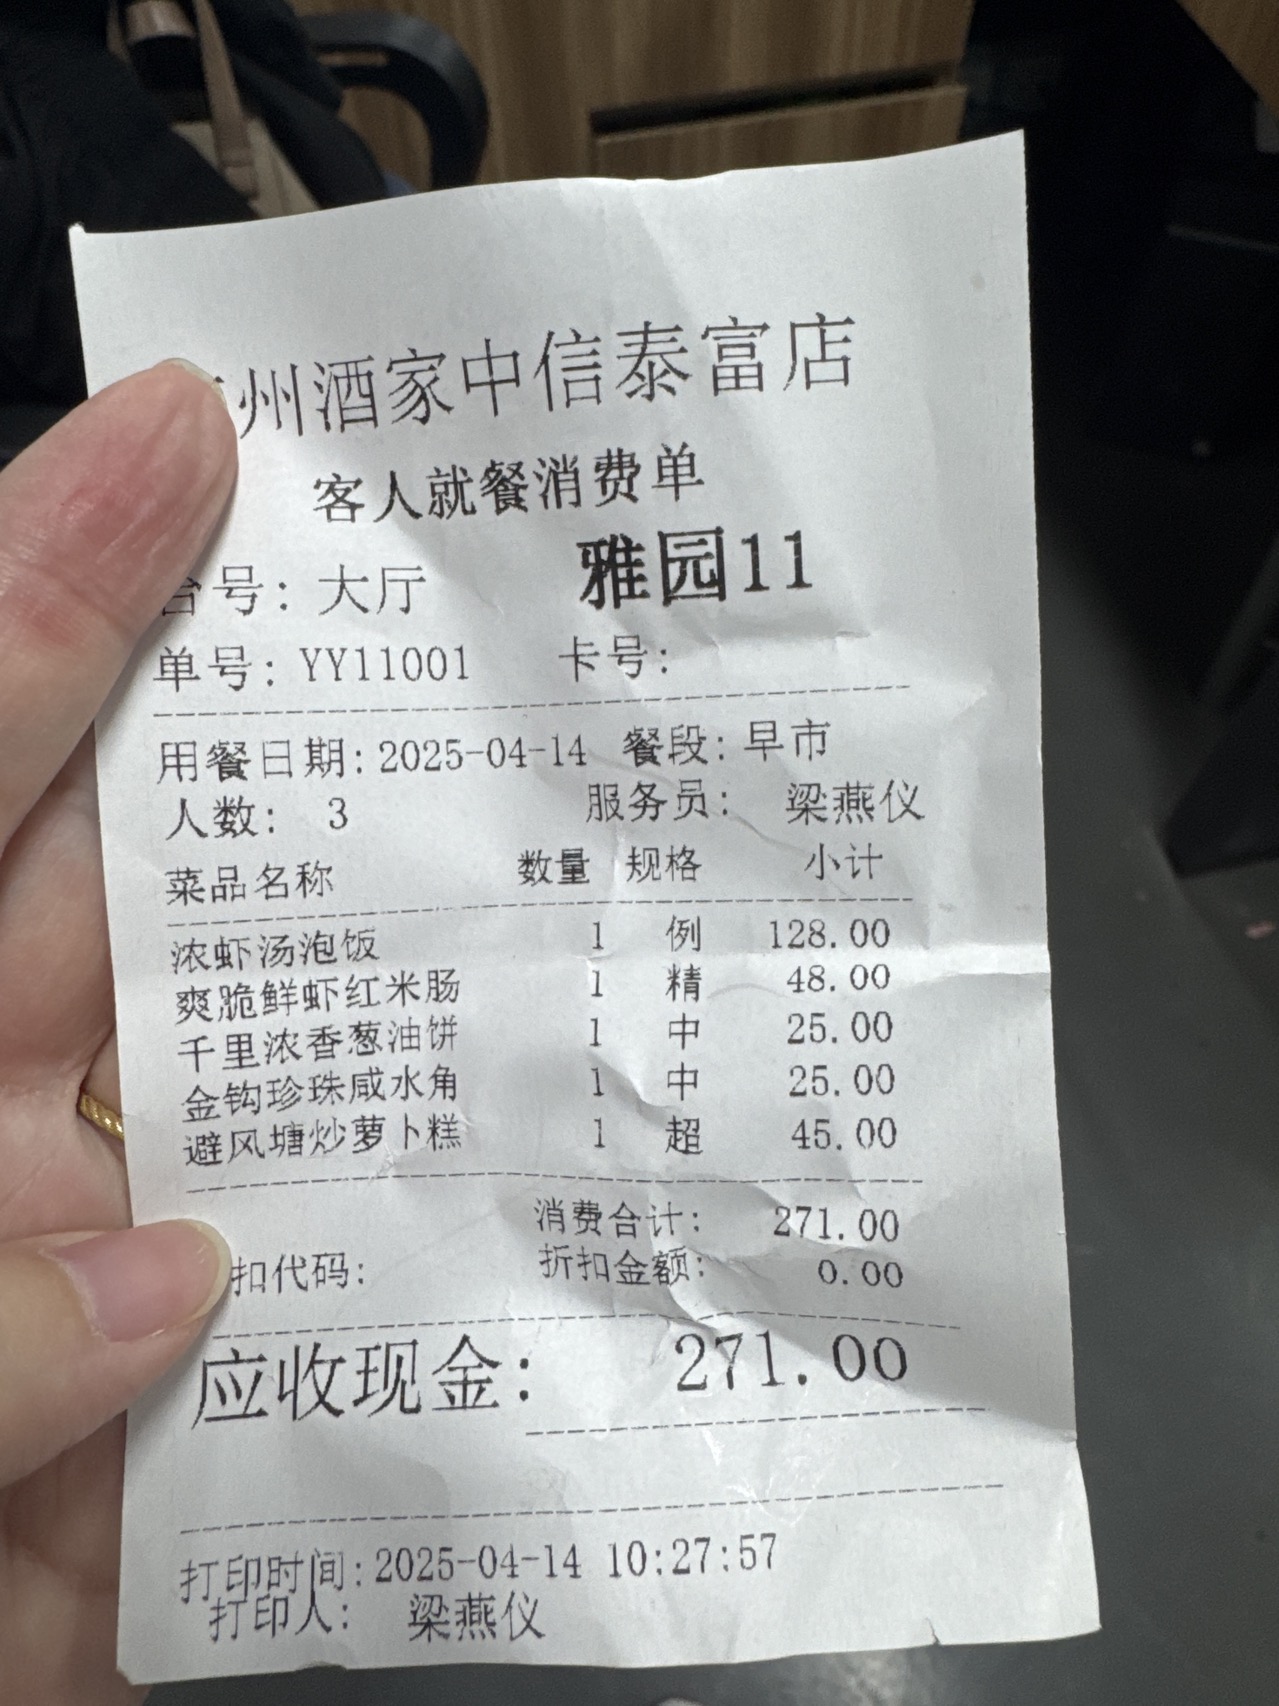 州酒家中信泰富店
客人就餐消费单
台号: 大厅 雅园11
单号: YY11001 卡号:
用餐日期: 2025-04-14 餐段: 早市
人数: 3 服务员: 梁燕仪
菜品名称 数量 规格 小计
浓虾汤泡饭 1 例 128.00
爽脆鲜虾红米肠 1 精 48.00
千里浓香葱油饼 1 中 25.00
金钩珍珠咸水角 1 中 25.00
避风塘炒萝卜糕 1 超 45.00
消费合计: 271.00
扣代码: 折扣金额: 0.00
应收现金: 271.00
打印时间: 2025-04-14 10:27:57
打印人: 梁燕仪